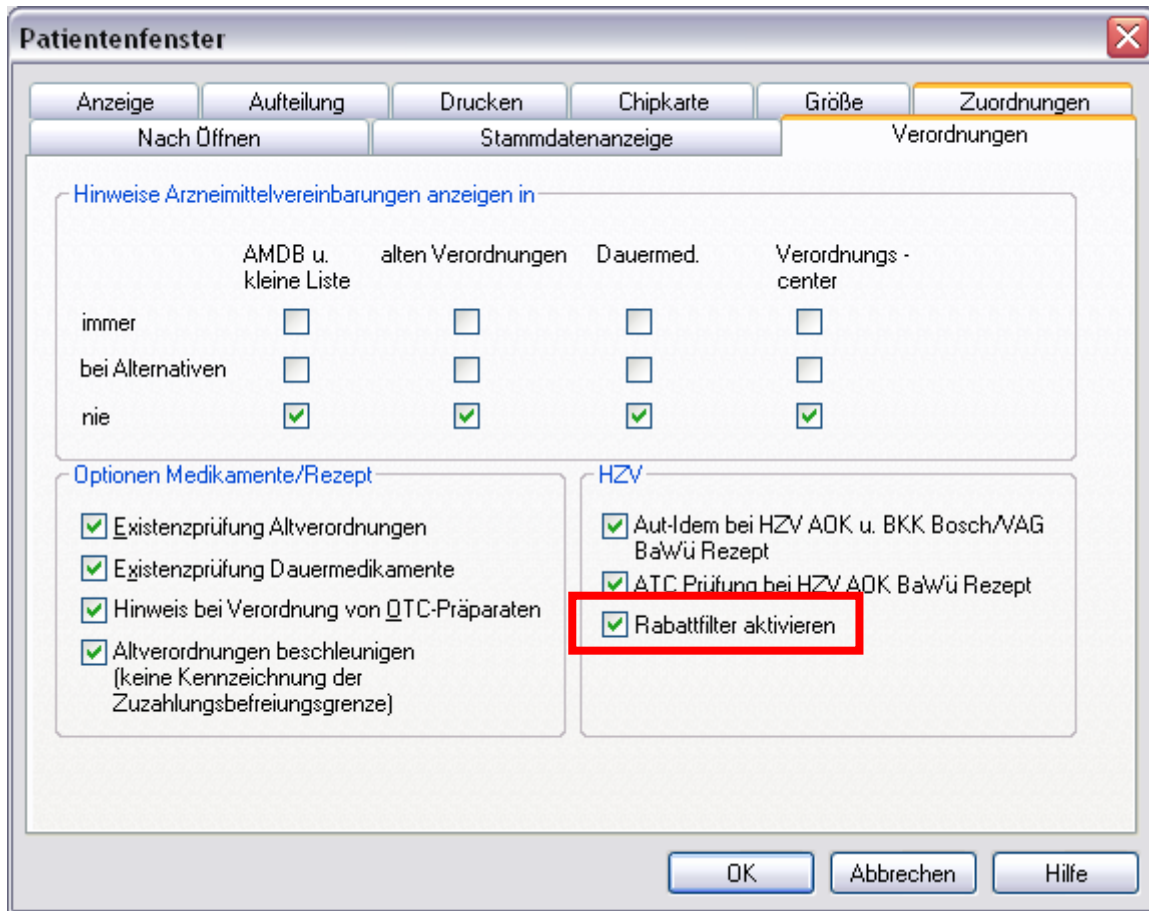 Patientenfenster
Anzeige Aufteilung Drucken Chipkarte Größe Zuordnungen
Nach Öffnen Stammdatenanzeige Verordnungen
Hinweise Arzneimittelvereinbarungen anzeigen in
AMDB u. alten Verordnungen Dauermed. Verordnungs -
kleine Liste center
immer
bei Alternativen
nie
Optionen Medikamente/Rezept
Existenzprüfung Altverordnungen
Existenzprüfung Dauermedikamente
Hinweis bei Verordnung von OTC-Präparaten
Altverordnungen beschleunigen
(keine Kennzeichnung der
Zuzahlungsbefreiungsgrenze)
HZV
Aut-Idem bei HZV AOK u. BKK Bosch/VAG
BaWü Rezept
ATC Prüfung bei HZV AOK BaWü Rezept
Rabattfilter aktivieren
OK Abbrechen Hilfe